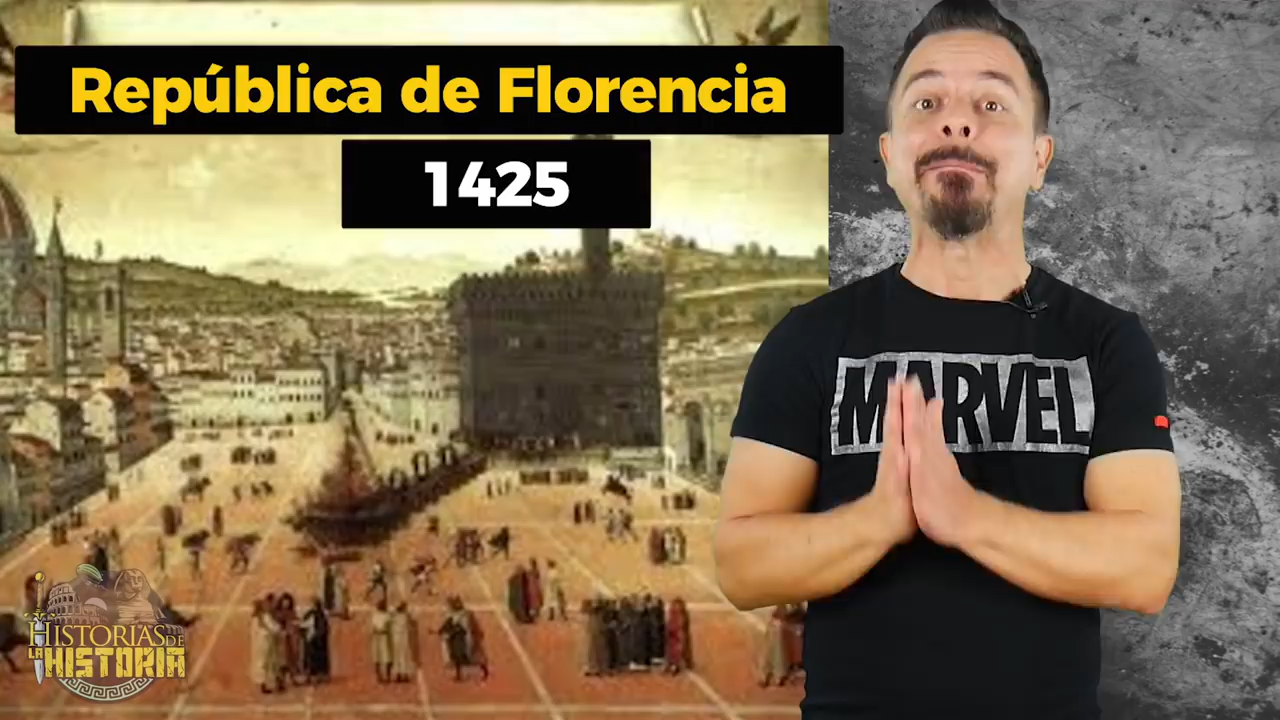 República de Florencia
1425
MARVEL
HISTORIAS DE
LA HISTORIA